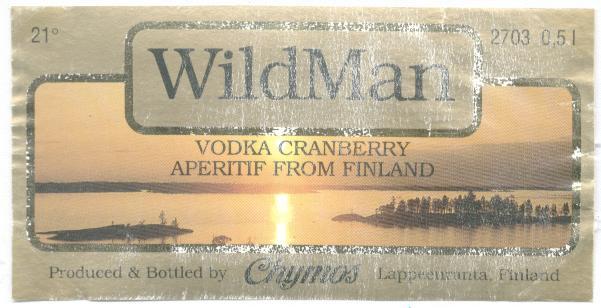 21°
2703 0,5 l
WildMan
VODKA CRANBERRY
APERITIF FROM FINLAND
Produced & Bottled by Chymos Lappeenranta, Finland